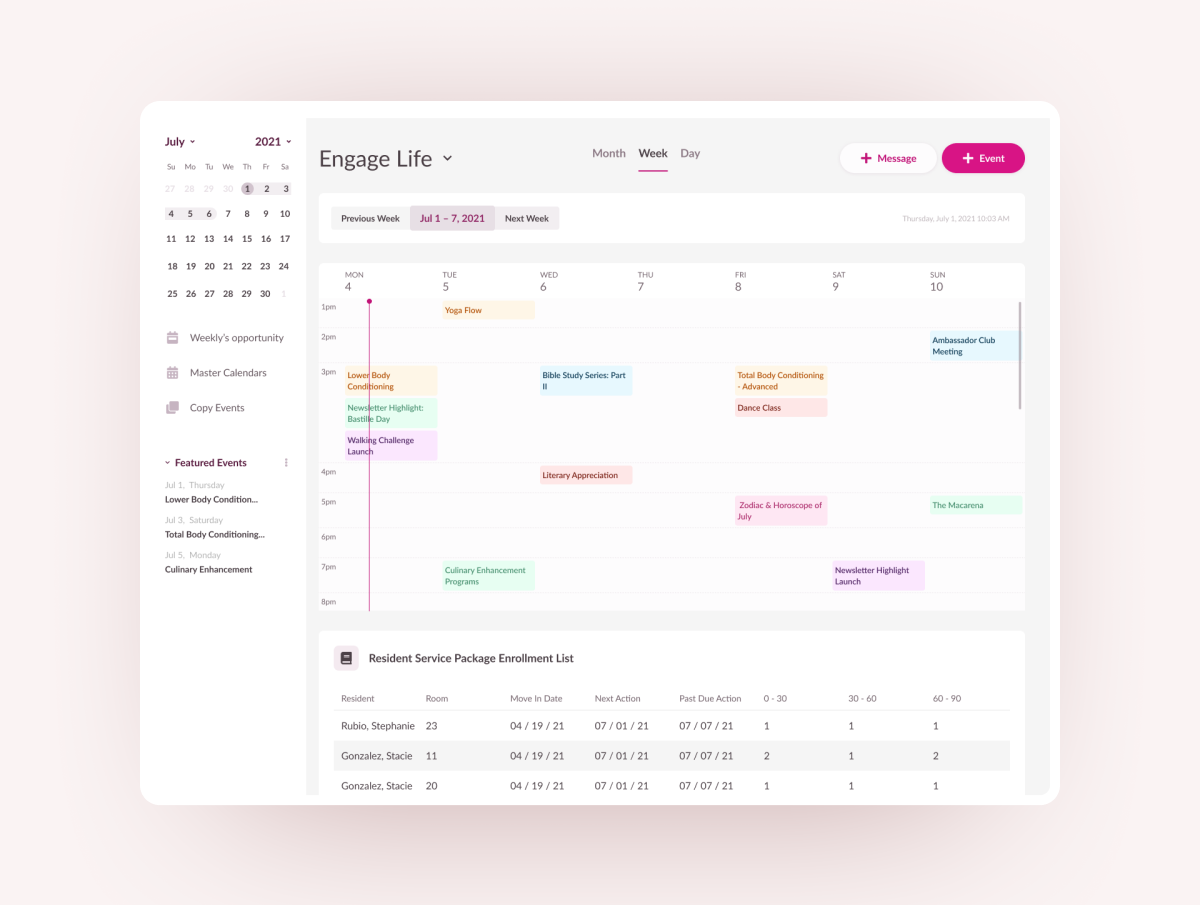 July 2021
Su Mo Tu We Th Fr Sa
27 28 29 30 1 2 3
4 5 6 7 8 9 10
11 12 13 14 15 16 17
18 19 20 21 22 23 24
25 26 27 28 29 30 1
Weekly's opportunity
Master Calendars
Copy Events
Featured Events
Jul 1, Thursday
Lower Body Condition...
Jul 3, Saturday
Total Body Conditioning...
Jul 5, Monday
Culinary Enhancement
Engage Life
Month Week Day
+ Message + Event
Previous Week Jul 1 – 7, 2021 Next Week
Thursday, July 1, 2021 10:03 AM
MON TUE WED THU FRI SAT SUN
4 5 6 7 8 9 10
1pm
Yoga Flow
2pm
Ambassador Club
Meeting
3pm
Lower Body
Conditioning
Newsletter Highlight:
Bastille Day
Walking Challenge
Launch
Bible Study Series: Part
II
Total Body Conditioning
- Advanced
Dance Class
4pm
Literary Appreciation
5pm
Zodiac & Horoscope of
July
The Macarena
6pm
7pm
Culinary Enhancement
Programs
Newsletter Highlight
Launch
8pm
Resident Service Package Enrollment List
Resident Room Move In Date Next Action Past Due Action 0 - 30 30 - 60 60 - 90
Rubio, Stephanie 23 04 / 19 / 21 07 / 01 / 21 07 / 07 / 21 1 1 1
Gonzalez, Stacie 11 04 / 19 / 21 07 / 01 / 21 07 / 07 / 21 2 1 2
Gonzalez, Stacie 20 04 / 19 / 21 07 / 01 / 21 07 / 07 / 21 1 1 1